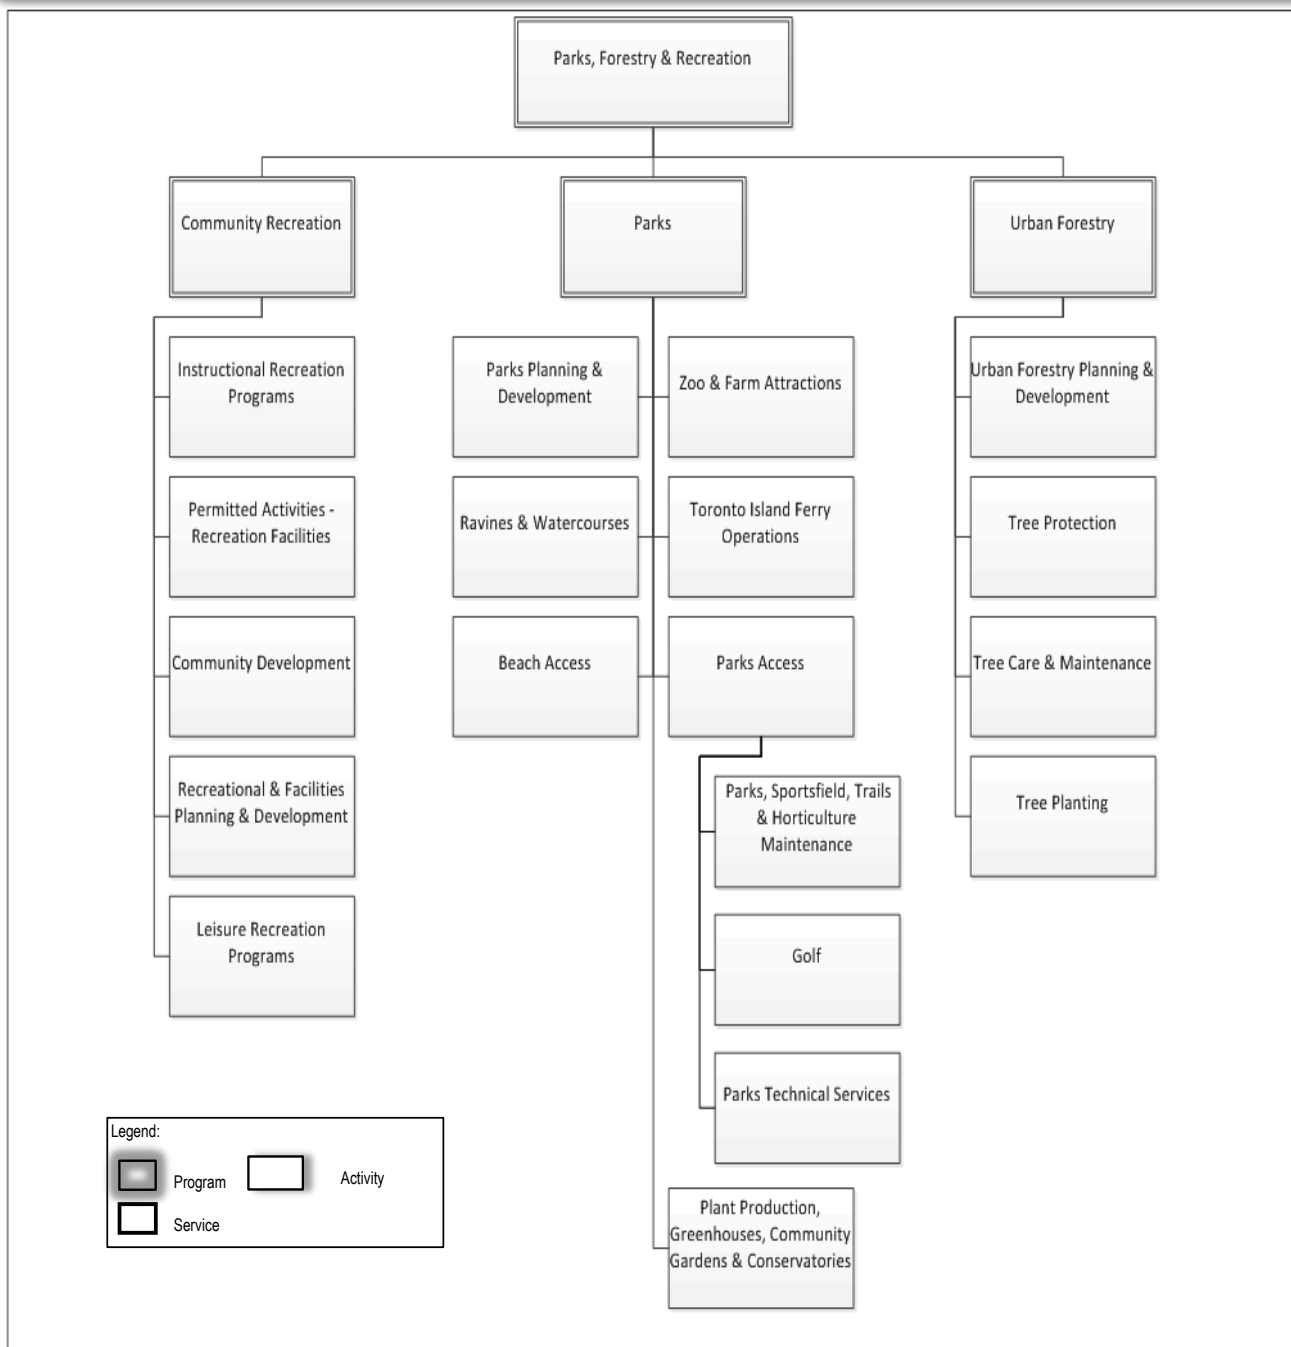 Parks, Forestry & Recreation
Community Recreation
Parks
Urban Forestry
Instructional Recreation
Programs
Permitted Activities -
Recreation Facilities
Community Development
Recreational & Facilities
Planning & Development
Leisure Recreation
Programs
Parks Planning &
Development
Ravines & Watercourses
Beach Access
Zoo & Farm Attractions
Toronto Island Ferry
Operations
Parks Access
Parks, Sportsfield, Trails
& Horticulture
Maintenance
Golf
Parks Technical Services
Plant Production,
Greenhouses, Community
Gardens & Conservatories
Urban Forestry Planning &
Development
Tree Protection
Tree Care & Maintenance
Tree Planting
Legend:
Program
Activity
Service